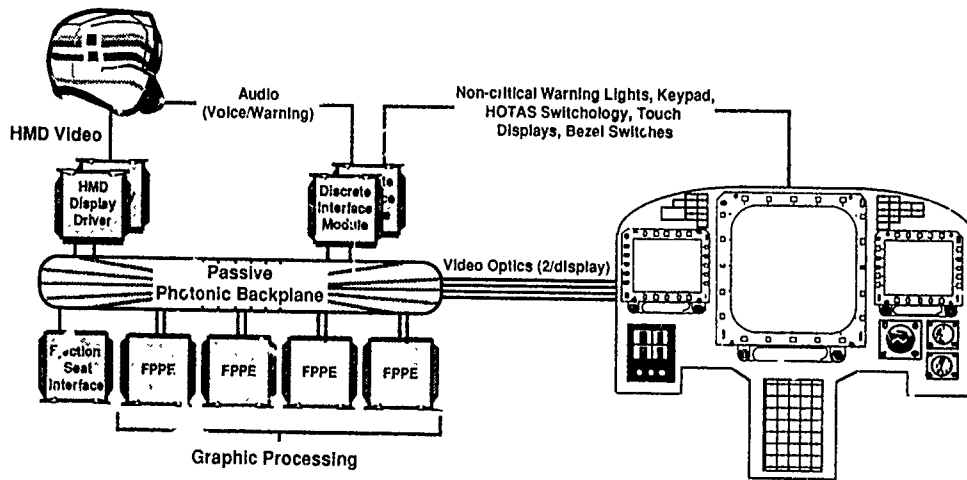 Audio
(Voice/Warning)
Non-critical Warning Lights, Keypad,
HOTAS Switchology, Touch
Displays, Bezel Switches
HMD Video
HMD
Display
Driver
Discrete
Interface
Module
Passive
Photonic Backplane
Video Optics (2/display)
Ejection
Seat
Interface
FPPE
FPPE
FPPE
FPPE
Graphic Processing